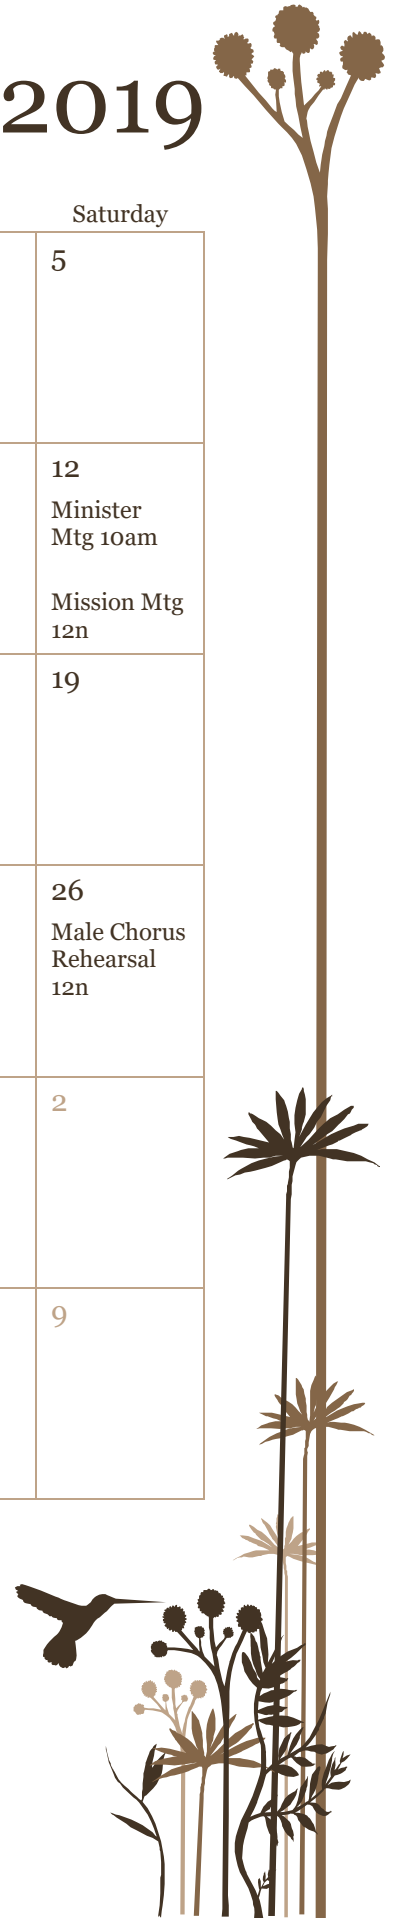 2019
Saturday
5
12
Minister
Mtg 10am
Mission Mtg
12n
19
26
Male Chorus
Rehearsal
12n
2
9